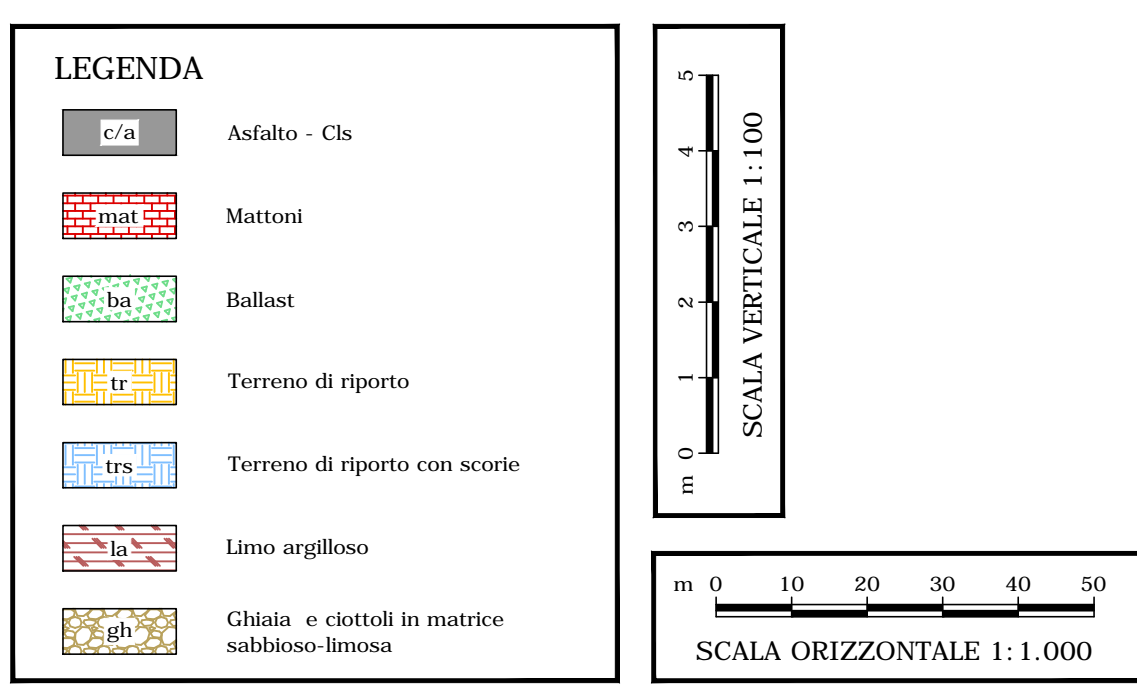 LEGENDA
c/a
Asfalto - Cls
mat
Mattoni
ba
Ballast
tr
Terreno di riporto
trs
Terreno di riporto con scorie
la
Limo argilloso
gh
Ghiaia e ciottoli in matrice
sabbioso-limosa
m 0 1 2 3 4 5
SCALA VERTICALE 1:100
m 0 10 20 30 40 50
SCALA ORIZZONTALE 1:1.000